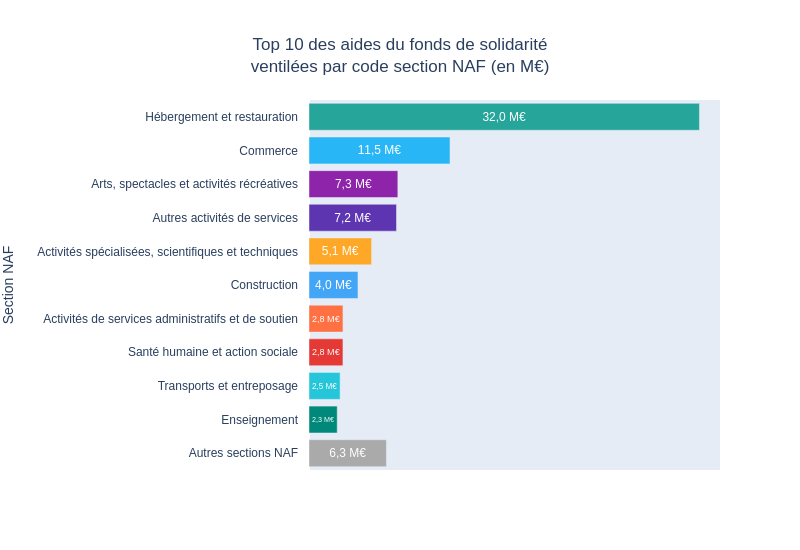 Top 10 des aides du fonds de solidarité
ventilées par code section NAF (en M€)
Section NAF
Hébergement et restauration 32,0 M€
Commerce 11,5 M€
Arts, spectacles et activités récréatives 7,3 M€
Autres activités de services 7,2 M€
Activités spécialisées, scientifiques et techniques 5,1 M€
Construction 4,0 M€
Activités de services administratifs et de soutien 2,8 M€
Santé humaine et action sociale 2,8 M€
Transports et entreposage 2,5 M€
Enseignement 2,3 M€
Autres sections NAF 6,3 M€